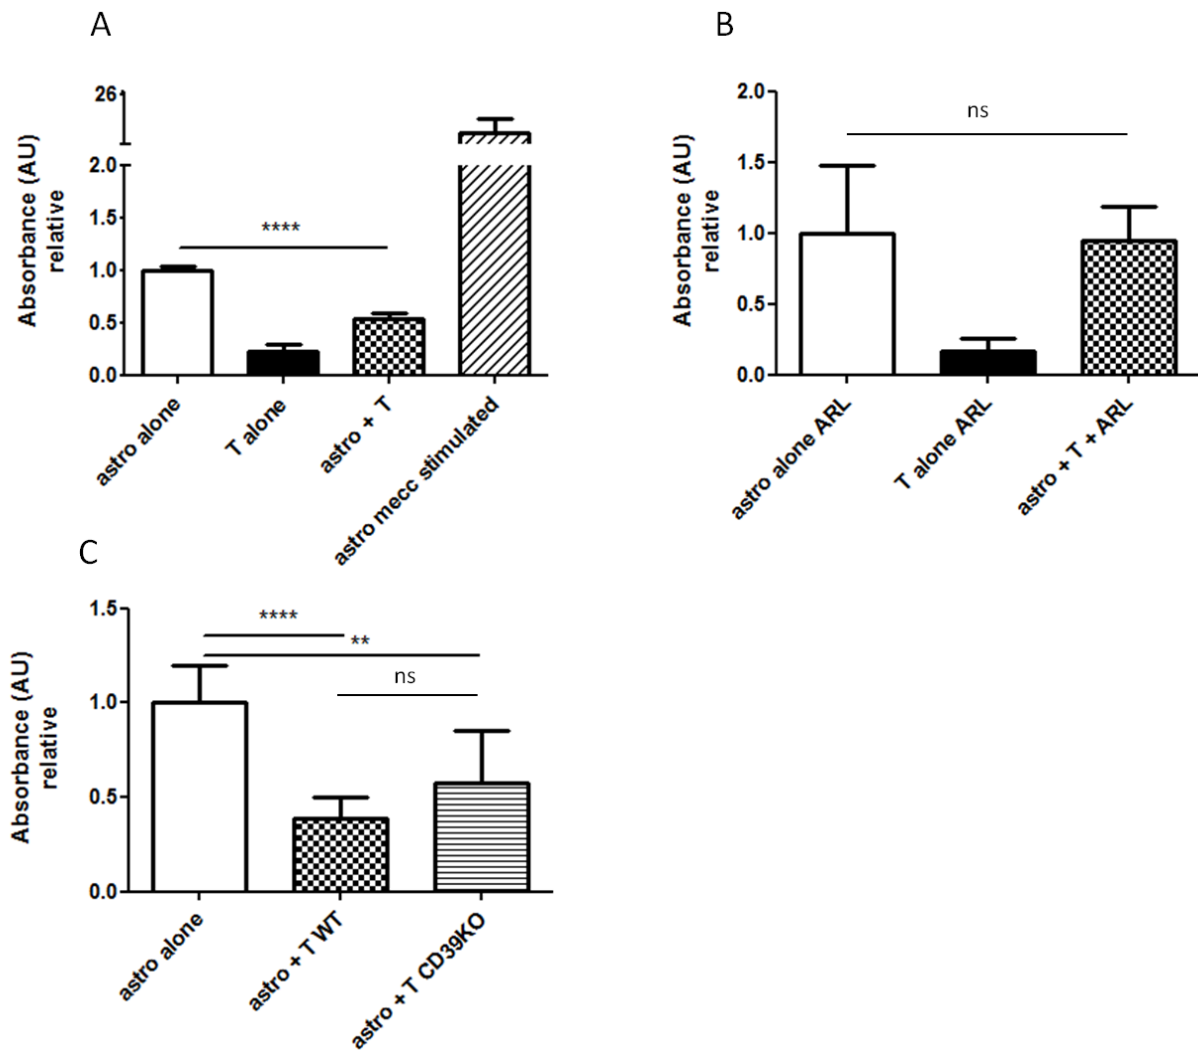 A
Absorbance (AU)
relative
26
2.0
1.5
1.0
0.5
0.0
****
astro alone
T alone
astro + T
astro mecc stimulated
B
Absorbance (AU)
relative
2.0
1.5
1.0
0.5
0.0
ns
astro alone ARL
T alone ARL
astro + T + ARL
C
Absorbance (AU)
relative
1.5
1.0
0.5
0.0
****
**
ns
astro alone
astro + T WT
astro + T CD39KO